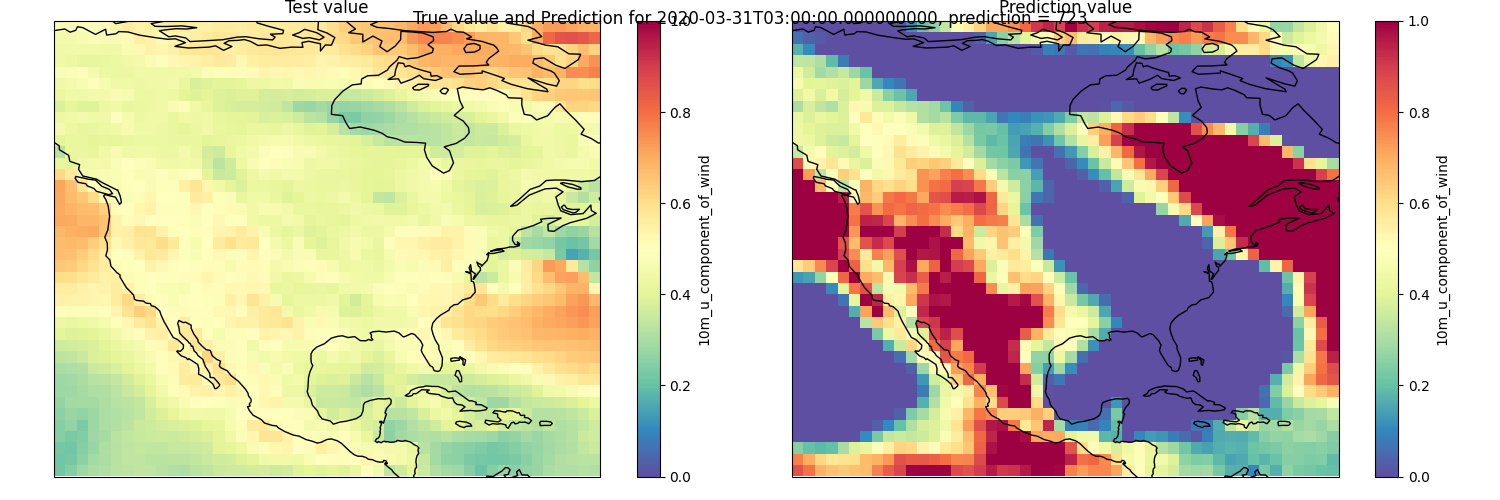 Test value
True value and Prediction for 2020-03-31T03:00:00.000000000, prediction = 723
Prediction value
1.0
0.8
0.6
0.4
0.2
0.0
10m_u_component_of_wind
1.0
0.8
0.6
0.4
0.2
0.0
10m_u_component_of_wind